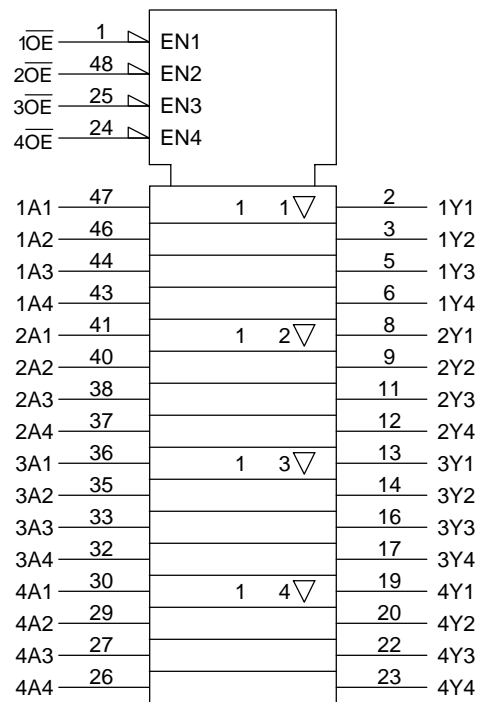 1O̅E̅ 1 EN1
2O̅E̅ 48 EN2
3O̅E̅ 25 EN3
4O̅E̅ 24 EN4
1A1 47 1 1▽ 2 1Y1
1A2 46 3 1Y2
1A3 44 5 1Y3
1A4 43 6 1Y4
2A1 41 1 2▽ 8 2Y1
2A2 40 9 2Y2
2A3 38 11 2Y3
2A4 37 12 2Y4
3A1 36 1 3▽ 13 3Y1
3A2 35 14 3Y2
3A3 33 16 3Y3
3A4 32 17 3Y4
4A1 30 1 4▽ 19 4Y1
4A2 29 20 4Y2
4A3 27 22 4Y3
4A4 26 23 4Y4